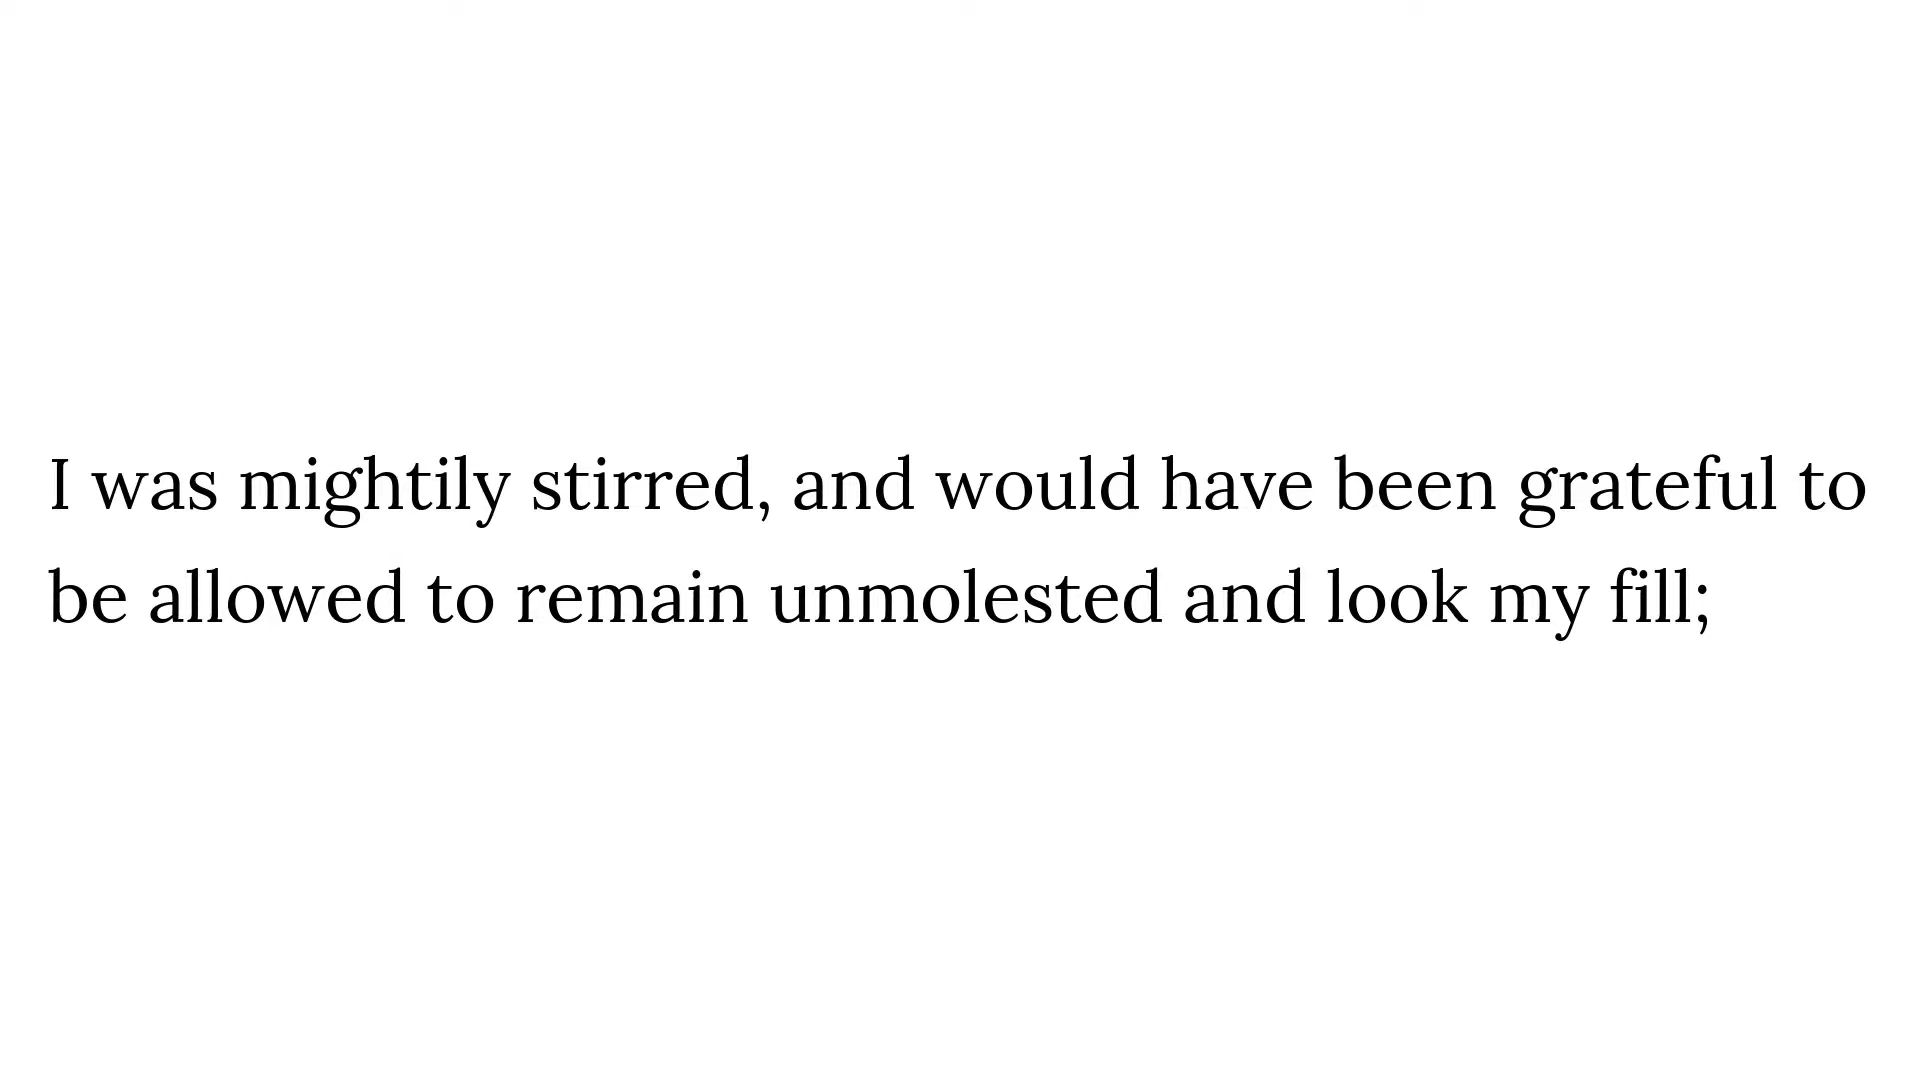 I was mightily stirred, and would have been grateful to
be allowed to remain unmolested and look my fill;